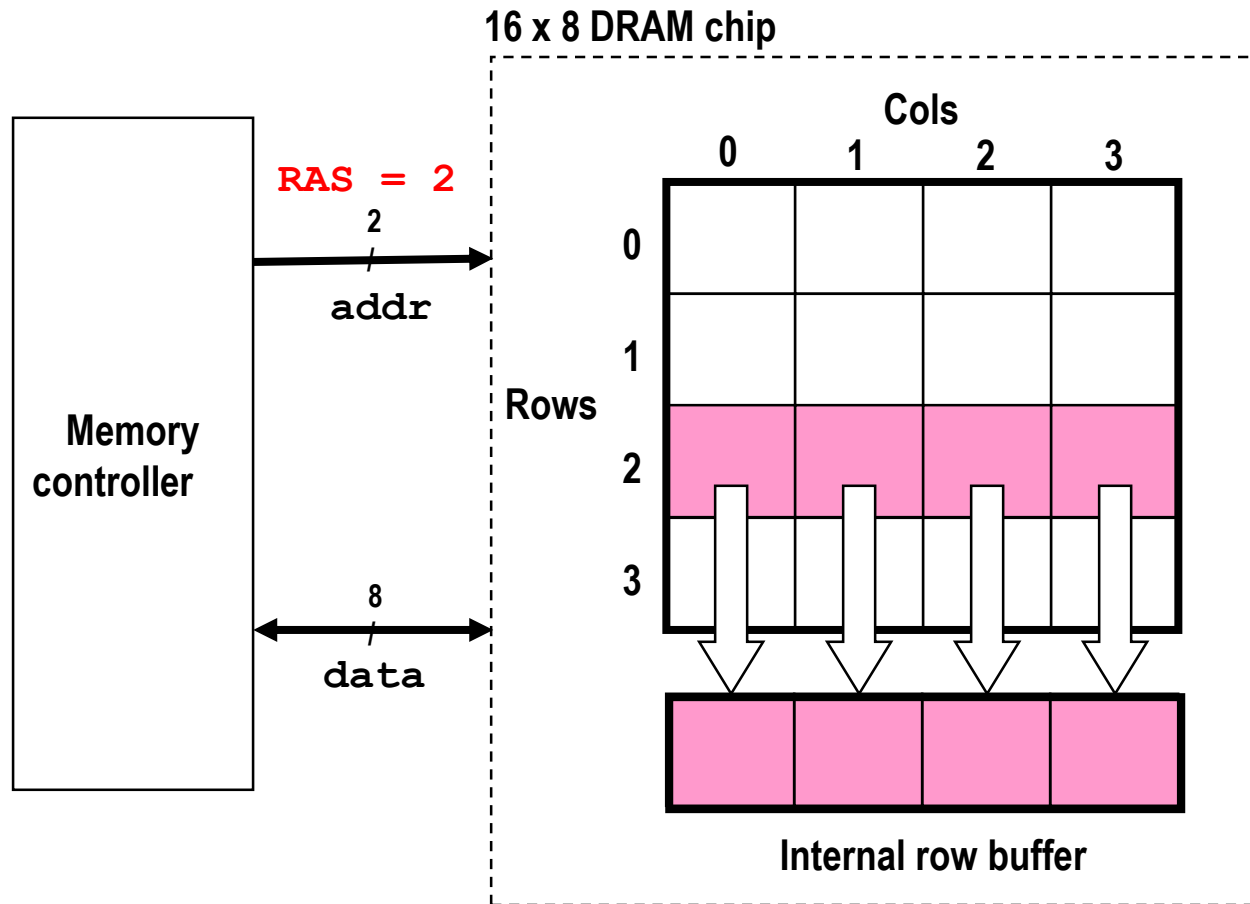 16 x 8 DRAM chip
Cols
0 1 2 3
RAS = 2
2
addr
0
1
Rows
2
3
Memory
controller
8
data
Internal row buffer